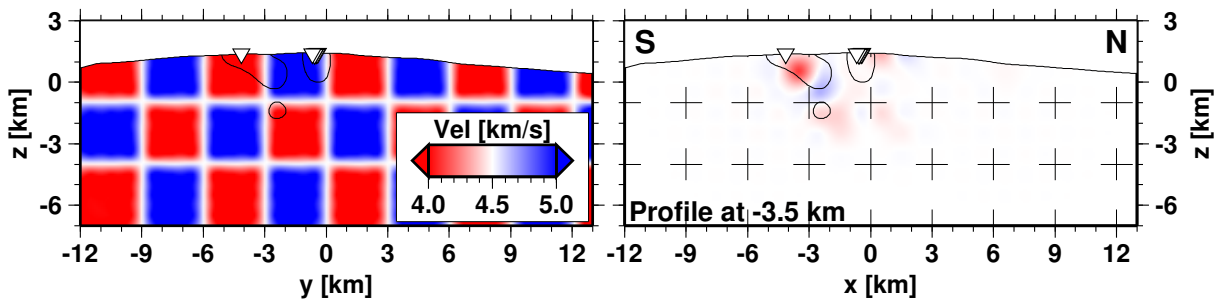 3
0
-3
-6
z [km]
Vel [km/s]
4.0 4.5 5.0
-12 -9 -6 -3 0 3 6 9 12
y [km]
S N
Profile at -3.5 km
-12 -9 -6 -3 0 3 6 9 12
x [km]
3
0
-3
-6
z [km]